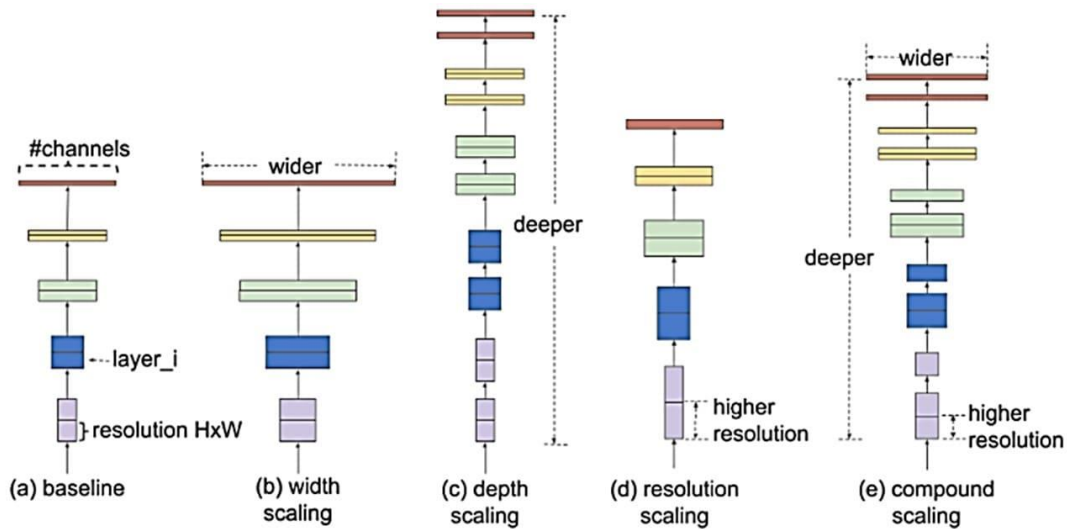 #channels
layer_i
resolution HxW
(a) baseline
wider
(b) width
scaling
deeper
(c) depth
scaling
higher
resolution
(d) resolution
scaling
wider
deeper
higher
resolution
(e) compound
scaling